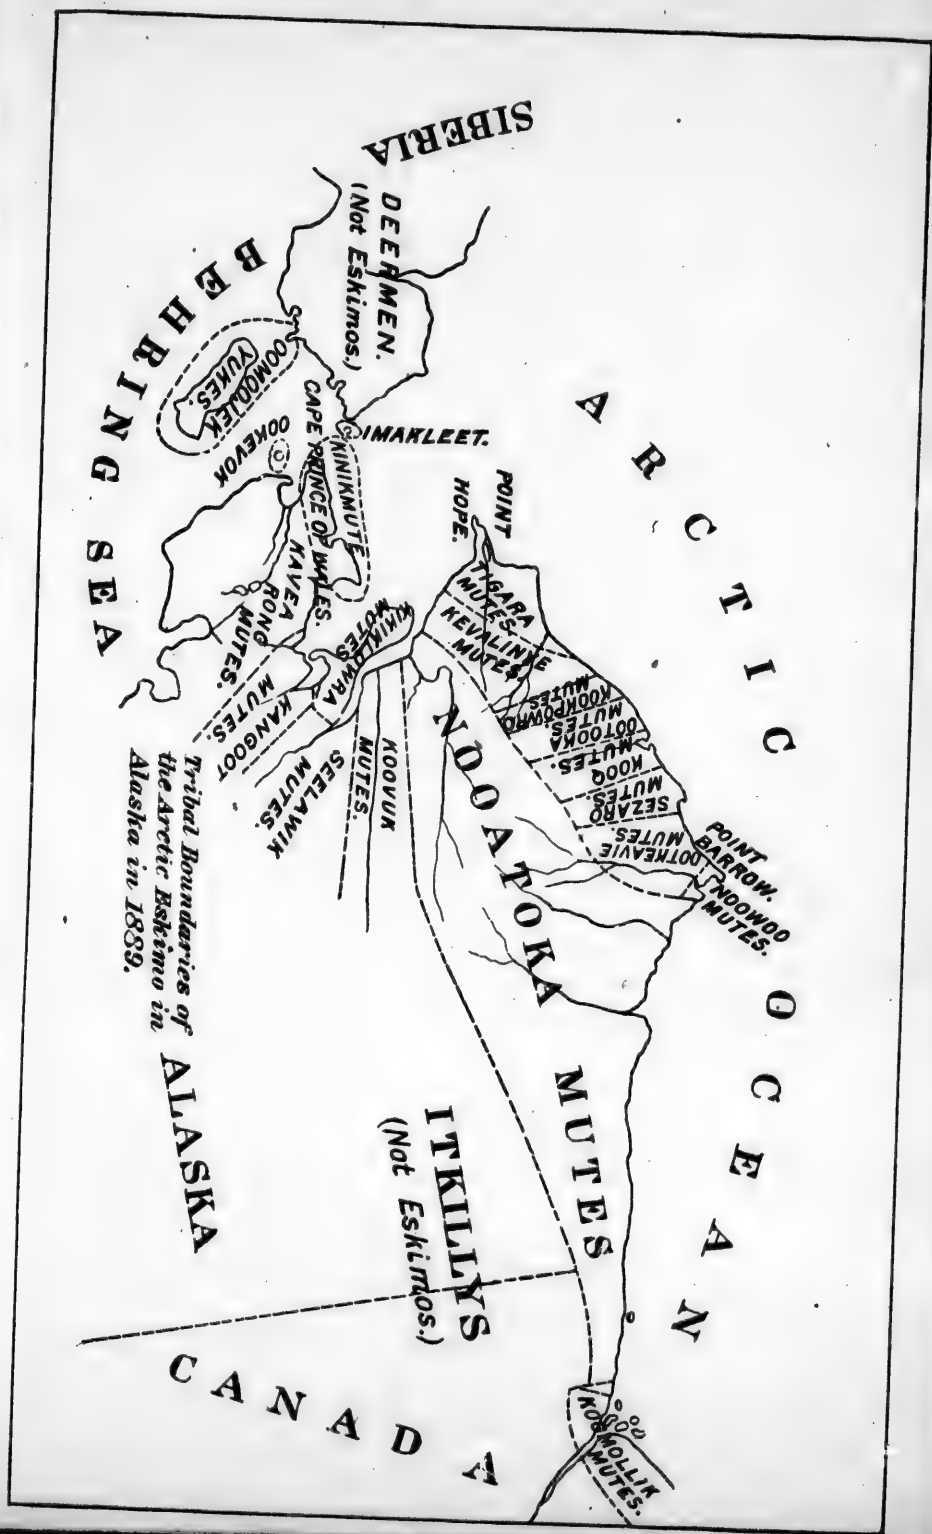 SIBERIA
DEERMEN.
(Not Eskimos.)
BEHRING SEA
ARCTIC OCEAN
OOMOOJEK
YUKES.
OOKEVOK
IMAKLEET.
KINIKMUTE
CAPE PRINCE OF WALES.
POINT
HOPE.
TIGARA
MUTES.
KEVALINYE
MUTES
KOOKPOWRO
MUTES
OOTOOKA
MUTES.
KOOQ
MUTES.
SEZARO
MUTES.
OOTKEAVIE
MUTES.
POINT
BARROW.
NOOWOO
MUTES.
KAVEA
RONG
MUTES.
KANGOOT
MUTES.
KIKIKTOWRA
MUTES
SEELAWIK
MUTES.
KOOVUK
MUTES.
NOOATOKA MUTES
ITKILLYS
(Not Eskimos.)
ALASKA
CANADA
MOLLIK
MUTES.
Tribal Boundaries of
the Arctic Eskimo in
Alaska in 1889.